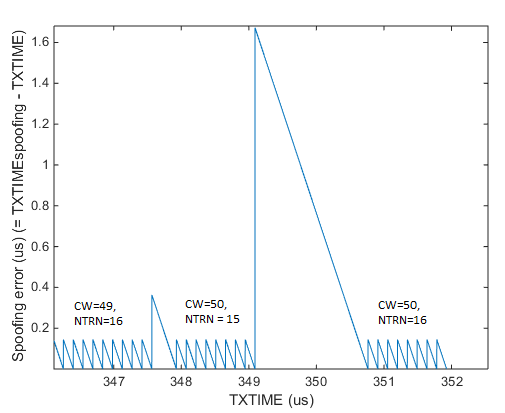 Spoofing error (us) (= TXTIMEspoofing - TXTIME)
1.6
1.4
1.2
1
0.8
0.6
0.4
0.2
CW=49,
NTRN=16
CW=50,
NTRN = 15
CW=50,
NTRN=16
347
348
349
350
351
352
TXTIME (us)